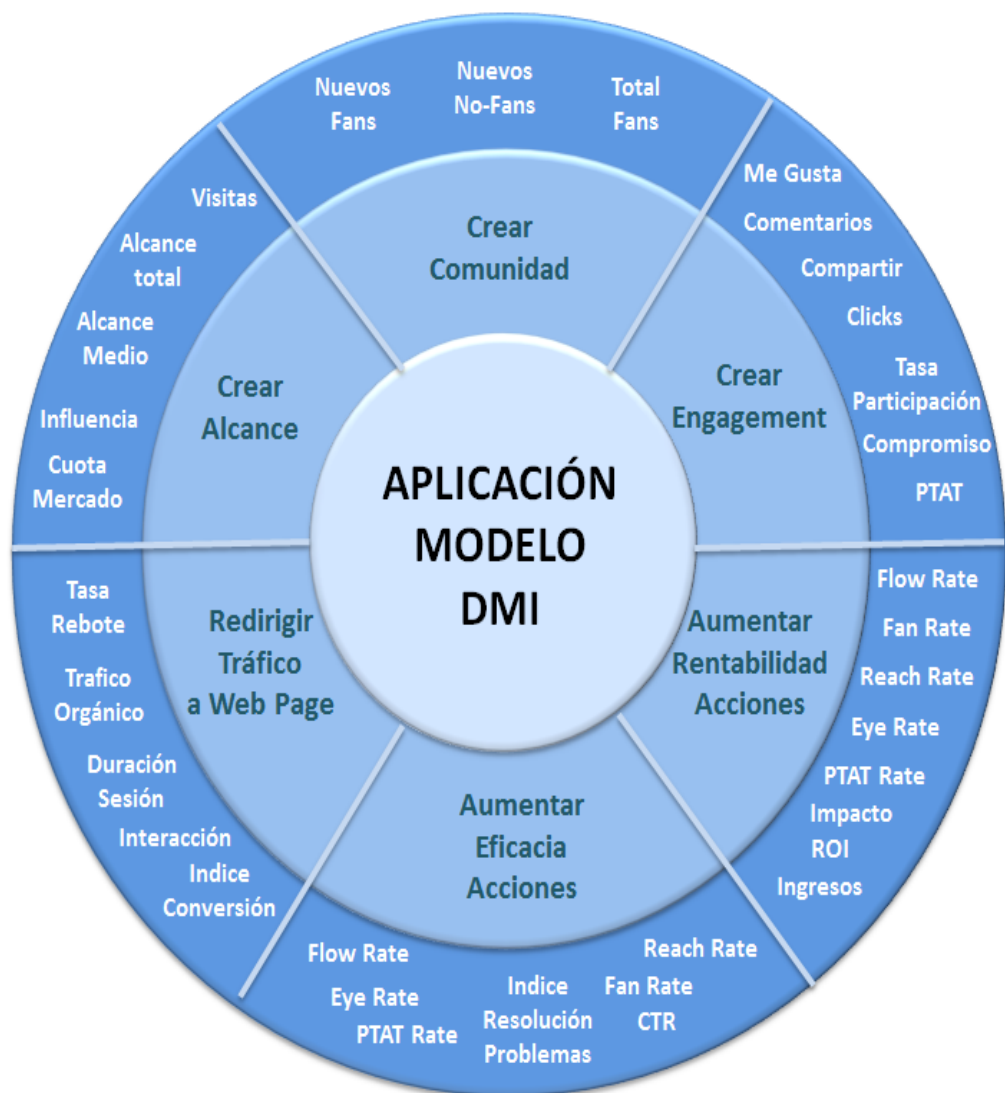 Nuevos
Fans
Nuevos
No-Fans
Total
Fans
Crear
Comunidad
Me Gusta
Comentarios
Compartir
Clicks
Tasa
Participación
Compromiso
PTAT
Crear
Engagement
Flow Rate
Fan Rate
Reach Rate
Eye Rate
PTAT Rate
Impacto
ROI
Ingresos
Aumentar
Rentabilidad
Acciones
Reach Rate
Fan Rate
CTR
Indice
Resolución
Problemas
Flow Rate
Eye Rate
PTAT Rate
Aumentar
Eficacia
Acciones
Tasa
Rebote
Trafico
Orgánico
Duración
Sesión
Interacción
Indice
Conversión
Redirigir
Tráfico
a Web Page
Visitas
Alcance
total
Alcance
Medio
Influencia
Cuota
Mercado
Crear
Alcance
APLICACIÓN
MODELO
DMI